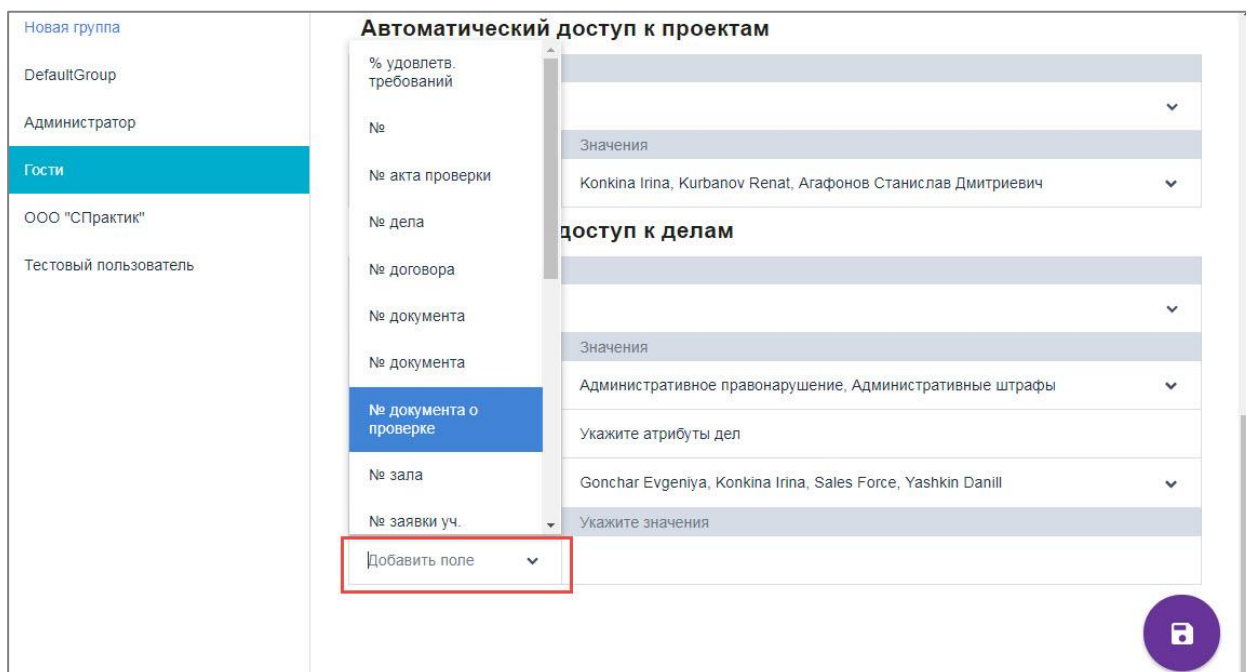 Новая группа
DefaultGroup
Администратор
Гости
ООО "СПрактик"
Тестовый пользователь
Автоматический доступ к проектам
% удовлетв.
требований
№
№ акта проверки
№ дела
№ договора
№ документа
№ документа
№ документа о
проверке
№ зала
№ заявки уч.
Добавить поле
Значения
Konkina Irina, Kurbanov Renat, Агафонов Станислав Дмитриевич
доступ к делам
Значения
Административное правонарушение, Административные штрафы
Укажите атрибуты дел
Gonchar Evgeniya, Konkina Irina, Sales Force, Yashkin Danill
Укажите значения